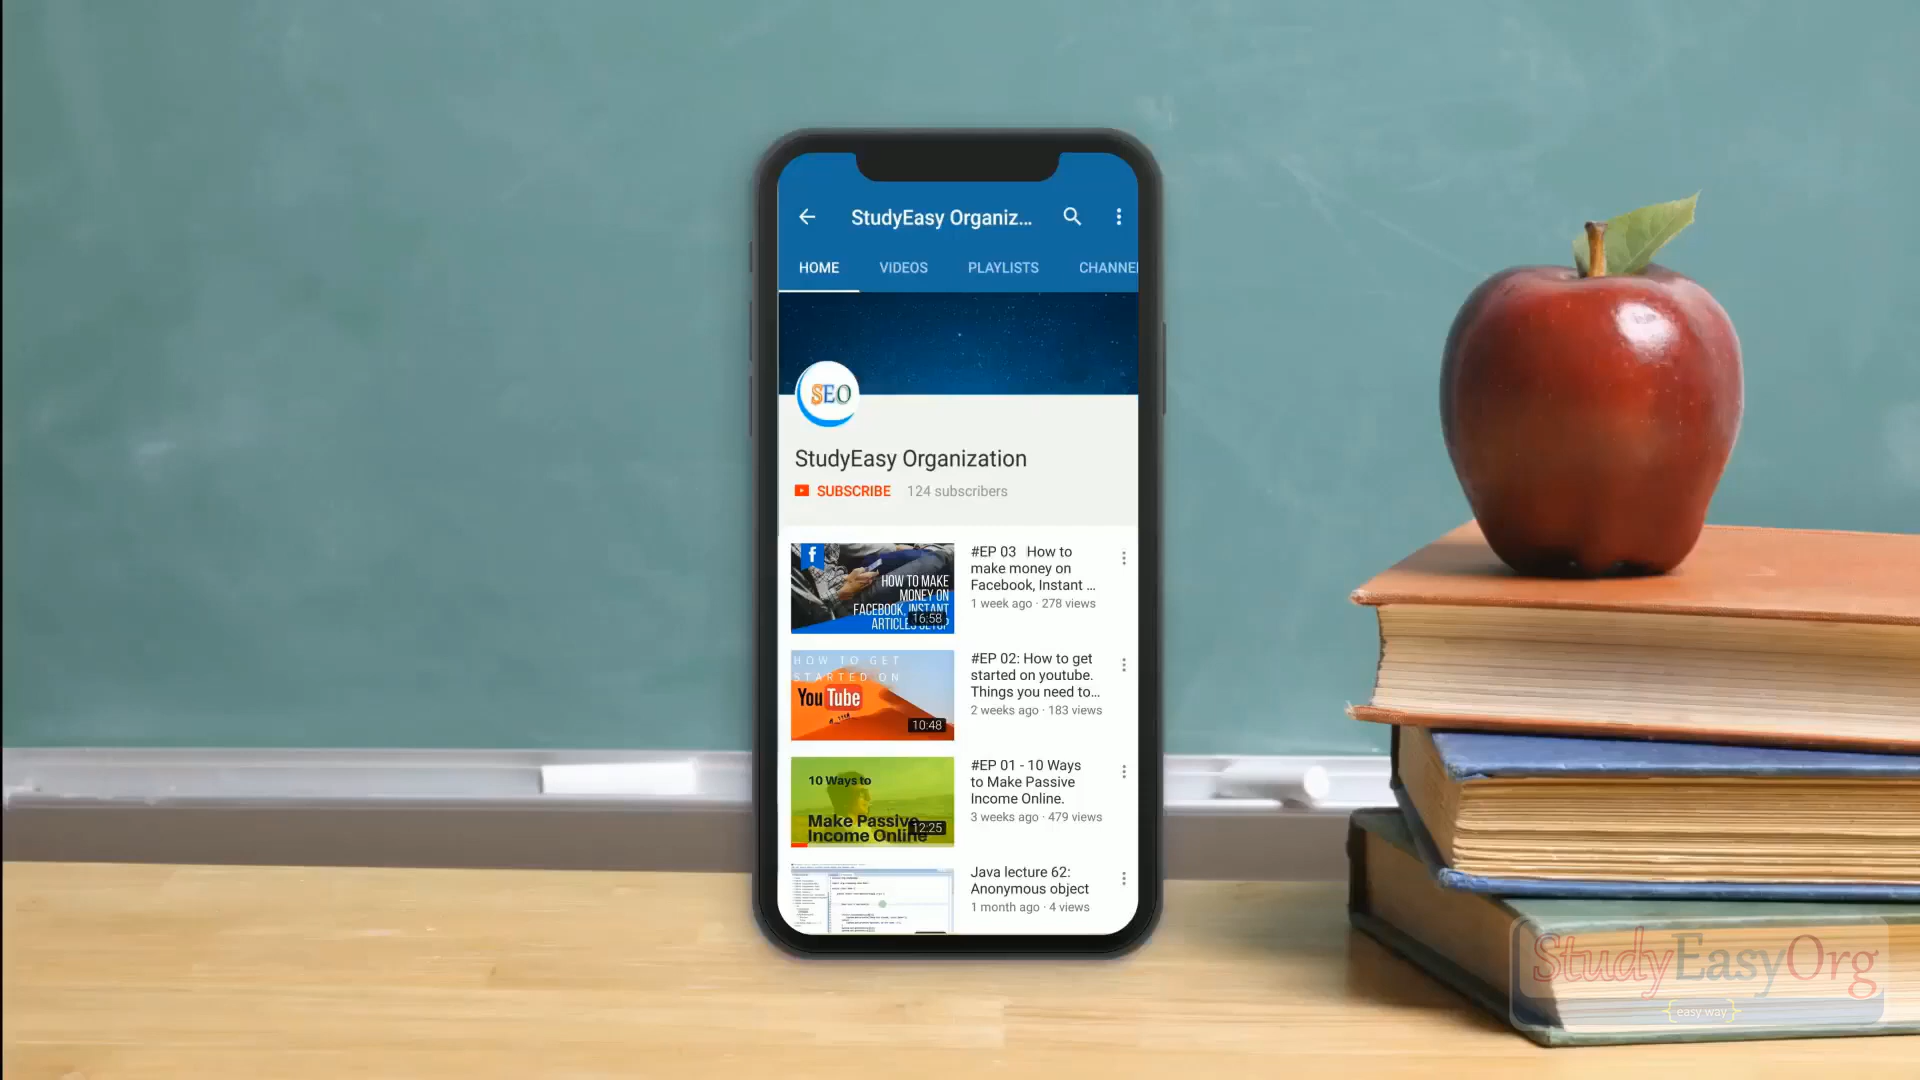 StudyEasy Organiz...
HOME VIDEOS PLAYLISTS CHANNE
SEO
StudyEasy Organization
SUBSCRIBE 124 subscribers
f
HOW TO MAKE
MONEY ON
FACEBOOK, INSTANT
ARTICLES SETUP
16:58
#EP 03 How to
make money on
Facebook, Instant ...
1 week ago · 278 views
HOW TO GET
STARTED ON
YouTube
10:48
#EP 02: How to get
started on youtube.
Things you need to...
2 weeks ago · 183 views
10 Ways to
Make Passive
Income Online
12:25
#EP 01 - 10 Ways
to Make Passive
Income Online.
3 weeks ago · 479 views
Java lecture 62:
Anonymous object
1 month ago · 4 views
StudyEasyOrg
{easy way}